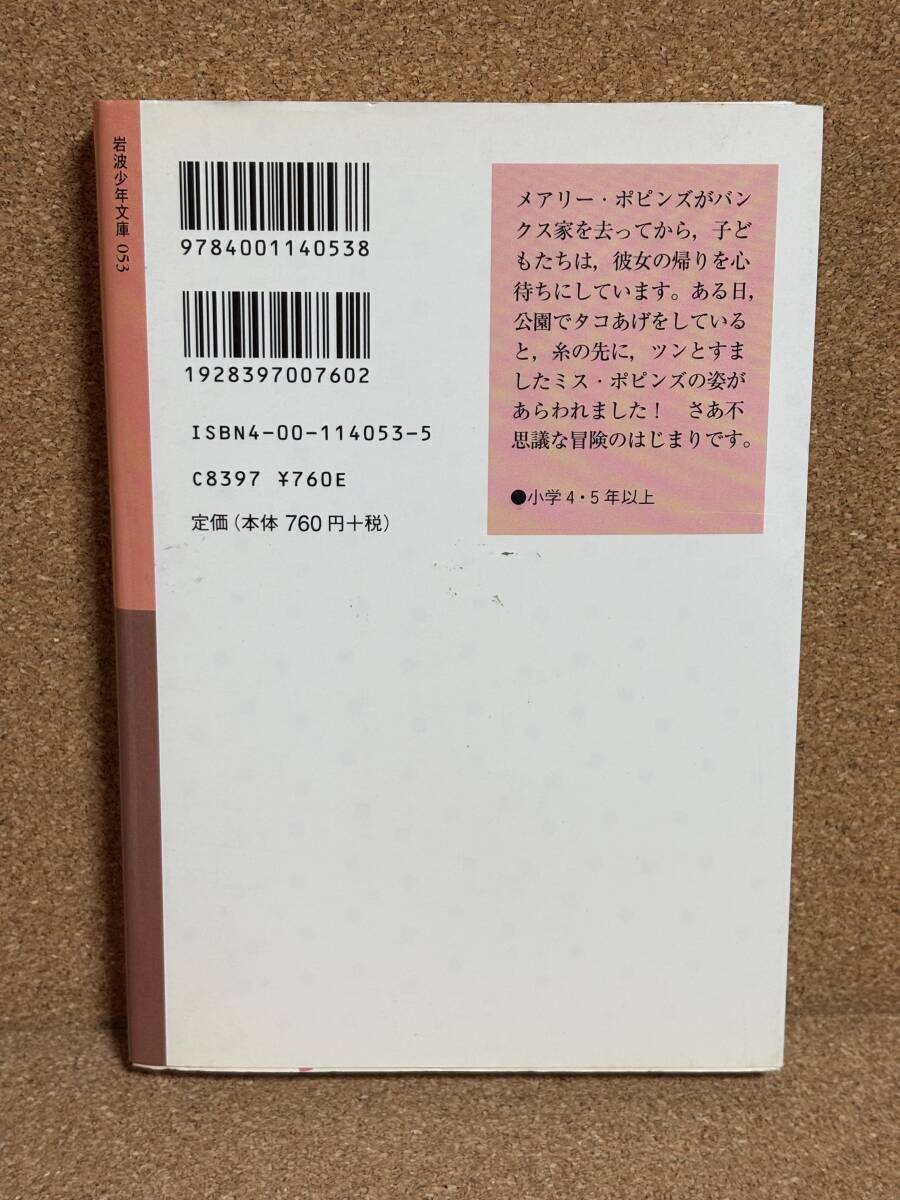 岩波少年文庫 053
9784001140538
1928397007602
ISBN4-00-114053-5
C8397 ¥760E
定価(本体 760円+税)
メアリー・ポピンズがバン
クス家を去ってから，子ど
もたちは，彼女の帰りを心
待ちにしています。ある日，
公園でタコあげをしている
と，糸の先に，ツンとすま
したミス・ポピンズの姿が
あらわれました！　さあ不
思議な冒険のはじまりです。
●小学4・5年以上